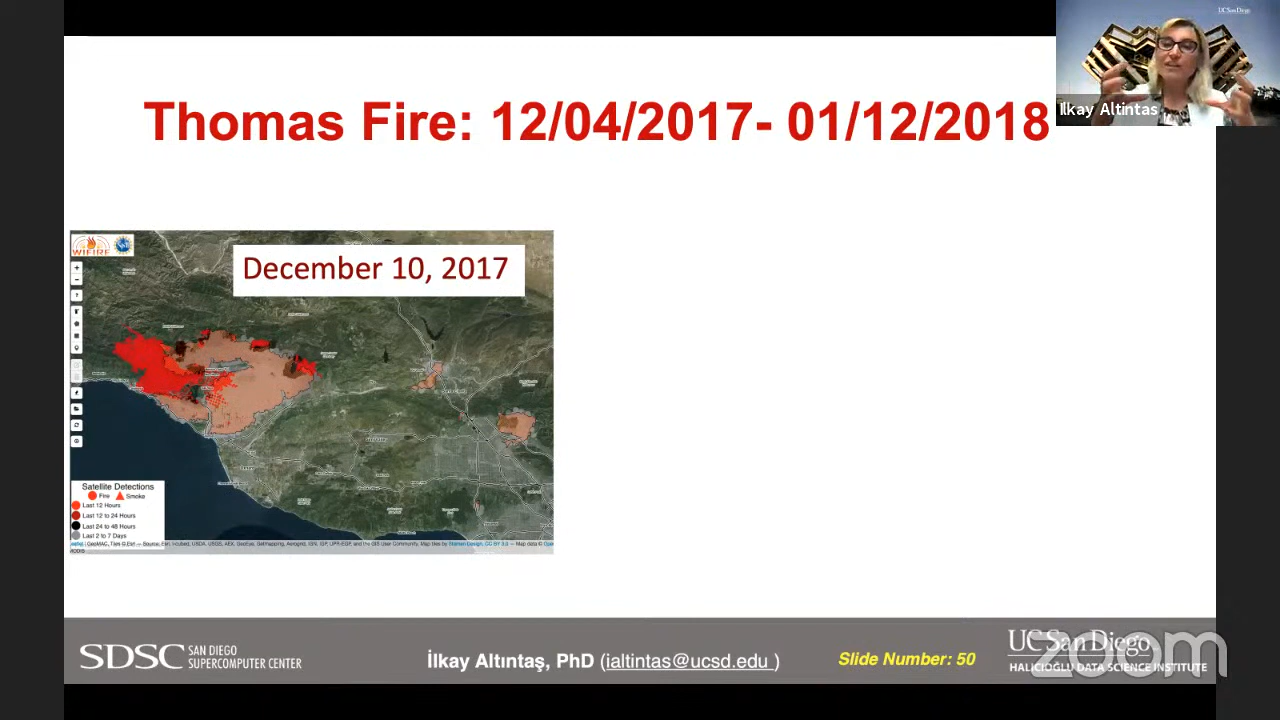 UC San Diego
Ilkay Altintas
Thomas Fire: 12/04/2017- 01/12/2018
WIFIRE
December 10, 2017
Satellite Detections
Fire Smoke
Last 12 Hours
Last 12 to 24 Hours
Last 24 to 48 Hours
Last 2 to 7 Days
SDSC SAN DIEGO
SUPERCOMPUTER CENTER
İlkay Altıntaş, PhD (ialtintas@ucsd.edu )
Slide Number: 50
UC San Diego
HALICIOĞLU DATA SCIENCE INSTITUTE
zoom